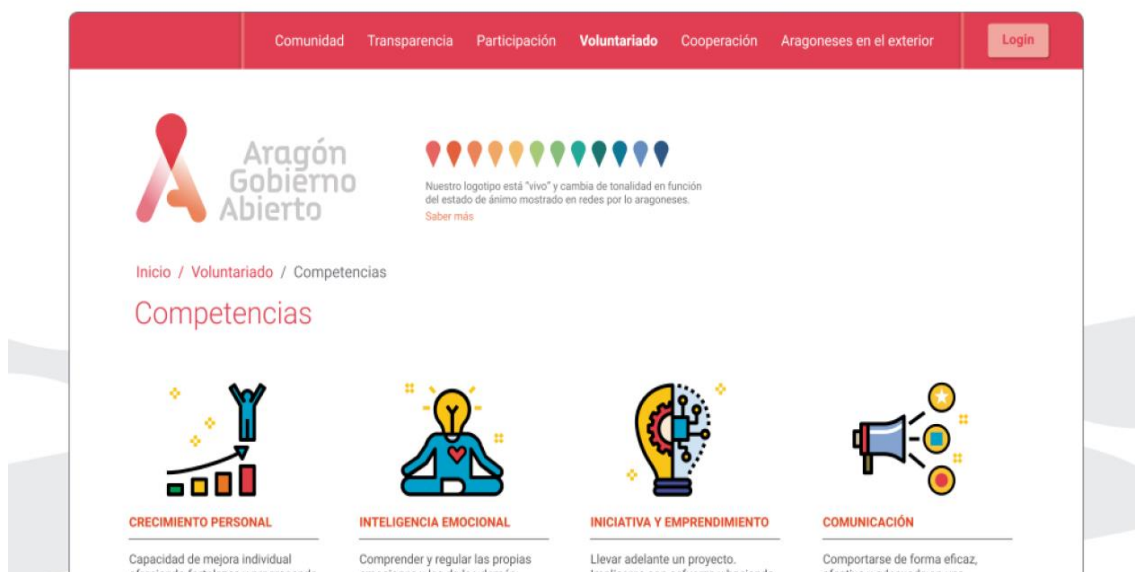 Comunidad Transparencia Participación Voluntariado Cooperación Aragoneses en el exterior Login
Aragón
Gobierno
Abierto
Nuestro logotipo está "vivo" y cambia de tonalidad en función
del estado de ánimo mostrado en redes por lo aragoneses.
Saber más
Inicio / Voluntariado / Competencias
Competencias
CRECIMIENTO PERSONAL
Capacidad de mejora individual
INTELIGENCIA EMOCIONAL
Comprender y regular las propias
INICIATIVA Y EMPRENDIMIENTO
Llevar adelante un proyecto.
COMUNICACIÓN
Comportarse de forma eficaz,